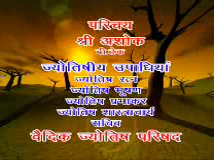 परिचय
श्री अशोक
ज्योतिषीय उपाधियां
ज्योतिष रत्न
ज्योतिष भूषण
ज्योतिष प्रभाकर
ज्योतिष शास्त्राचार्य
सचिव
वैदिक ज्योतिष परिषद